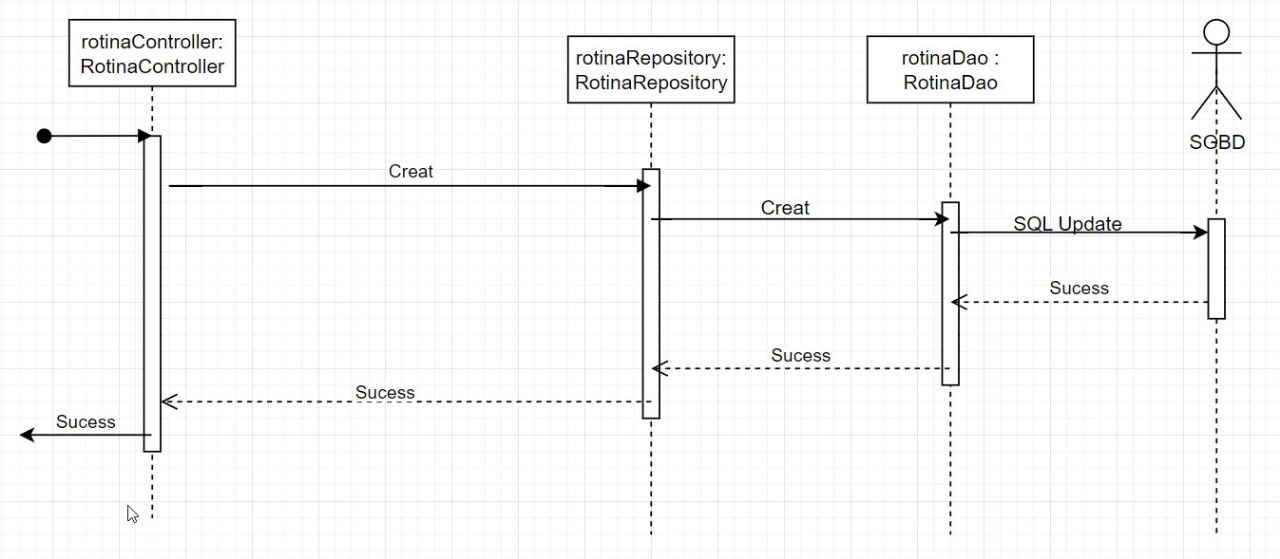 rotinaController:
RotinaController
rotinaRepository:
RotinaRepository
rotinaDao :
RotinaDao
SGBD
Creat
Creat
SQL Update
Sucess
Sucess
Sucess
Sucess